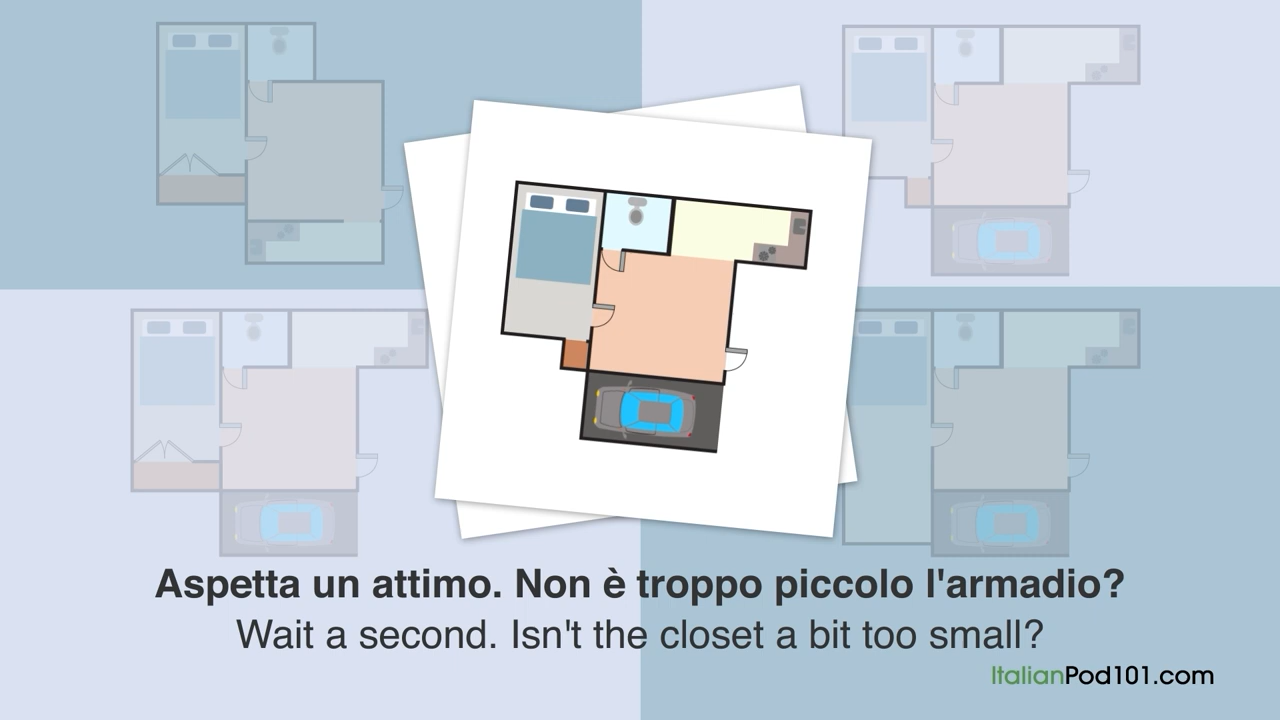 Aspetta un attimo. Non è troppo piccolo l'armadio?
Wait a second. Isn't the closet a bit too small?
ItalianPod101.com